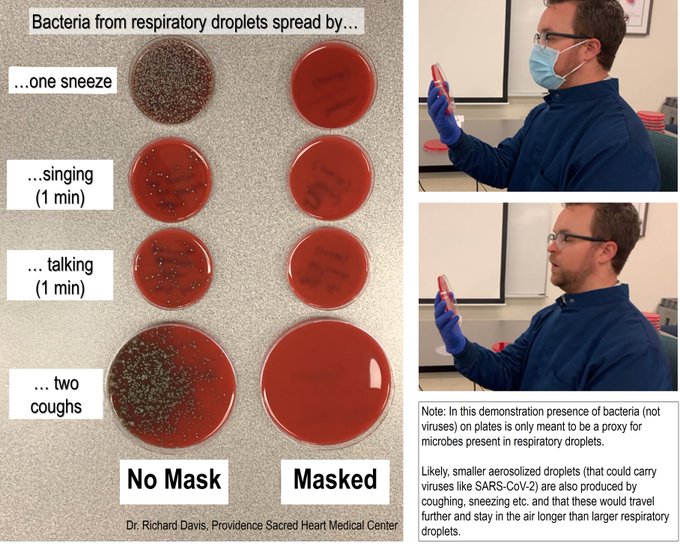 Bacteria from respiratory droplets spread by…
…one sneeze
…singing
(1 min)
… talking
(1 min)
… two
coughs
No Mask
Masked
Dr. Richard Davis, Providence Sacred Heart Medical Center
Note: In this demonstration presence of bacteria (not
viruses) on plates is only meant to be a proxy for
microbes present in respiratory droplets.
Likely, smaller aerosolized droplets (that could carry
viruses like SARS-CoV-2) are also produced by
coughing, sneezing etc. and that these would travel
further and stay in the air longer than larger respiratory
droplets.